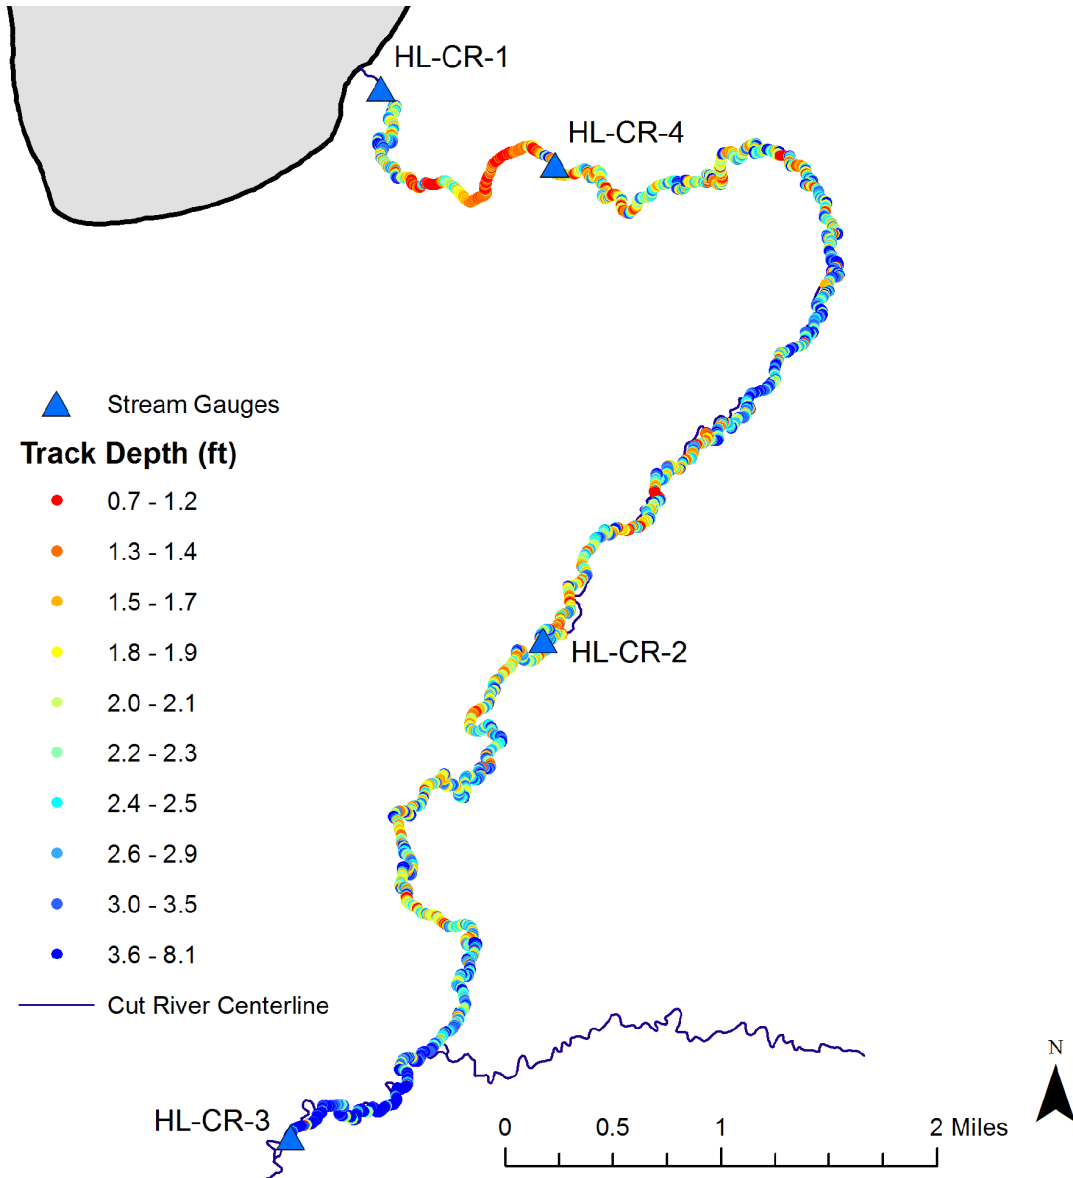 HL-CR-1
HL-CR-4
Stream Gauges
Track Depth (ft)
0.7 - 1.2
1.3 - 1.4
1.5 - 1.7
1.8 - 1.9
2.0 - 2.1
2.2 - 2.3
2.4 - 2.5
2.6 - 2.9
3.0 - 3.5
3.6 - 8.1
Cut River Centerline
HL-CR-2
HL-CR-3
N
0 0.5 1 2 Miles